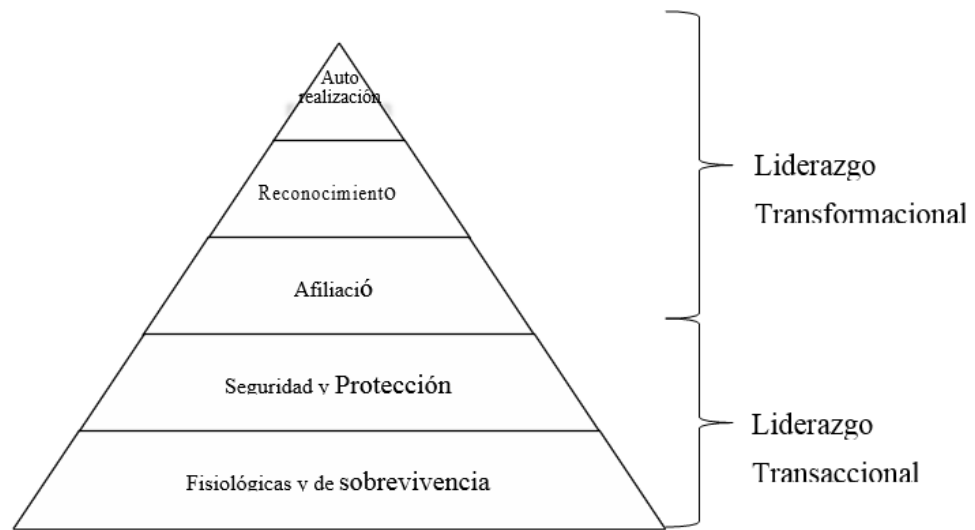 Auto
realización
Reconocimiento
Afiliació
Seguridad y Protección
Fisiológicas y de sobrevivencia
Liderazgo
Transformacional
Liderazgo
Transaccional